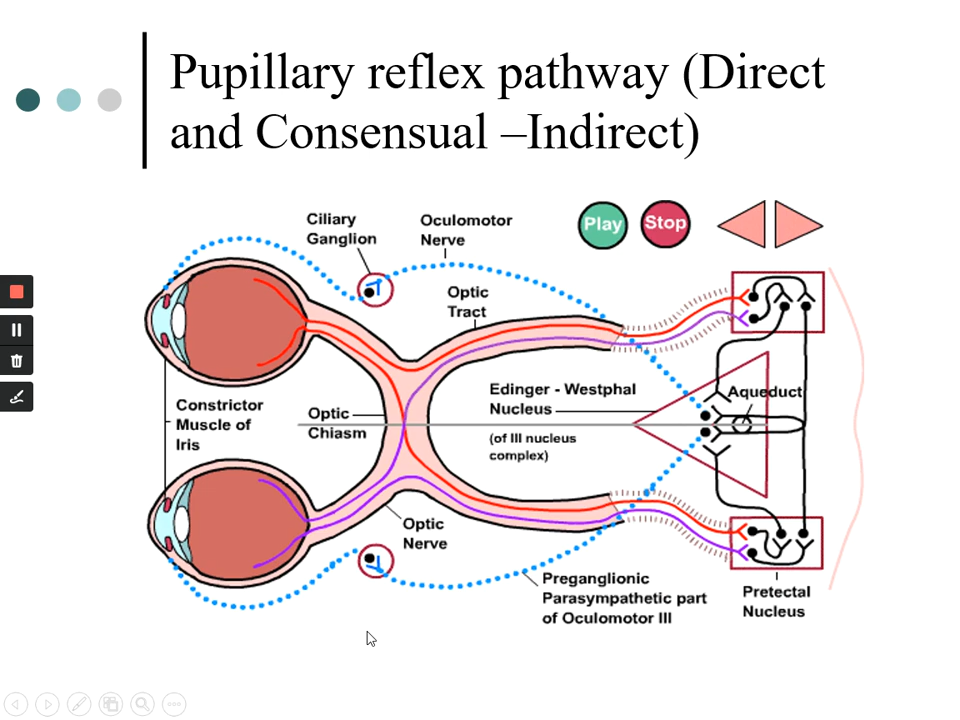 Pupillary reflex pathway (Direct
and Consensual –Indirect)
Ciliary
Ganglion
Oculomotor
Nerve
Play
Stop
Optic
Tract
Edinger - Westphal
Nucleus
(of III nucleus
complex)
Aqueduct
Constrictor
Muscle of
Iris
Optic
Chiasm
Optic
Nerve
Preganglionic
Parasympathetic part
of Oculomotor III
Pretectal
Nucleus